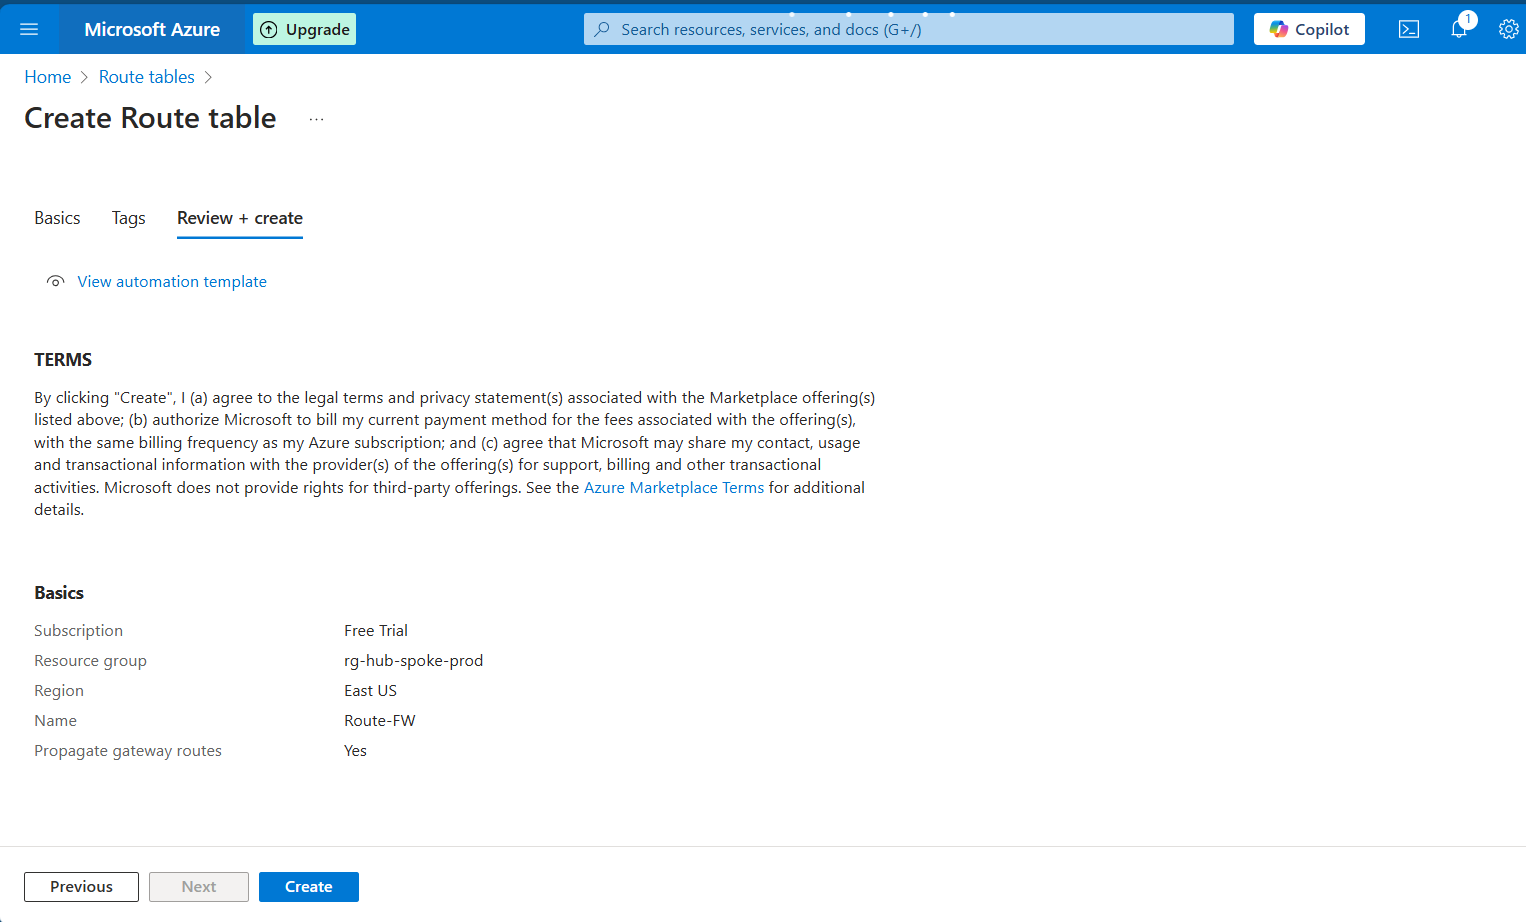 Microsoft Azure
Upgrade
Search resources, services, and docs (G+/)
Copilot
1
Home > Route tables >
Create Route table ...
Basics
Tags
Review + create
View automation template
TERMS
By clicking "Create", I (a) agree to the legal terms and privacy statement(s) associated with the Marketplace offering(s)
listed above; (b) authorize Microsoft to bill my current payment method for the fees associated with the offering(s),
with the same billing frequency as my Azure subscription; and (c) agree that Microsoft may share my contact, usage
and transactional information with the provider(s) of the offering(s) for support, billing and other transactional
activities. Microsoft does not provide rights for third-party offerings. See the Azure Marketplace Terms for additional
details.
Basics
Subscription Free Trial
Resource group rg-hub-spoke-prod
Region East US
Name Route-FW
Propagate gateway routes Yes
Previous
Next
Create